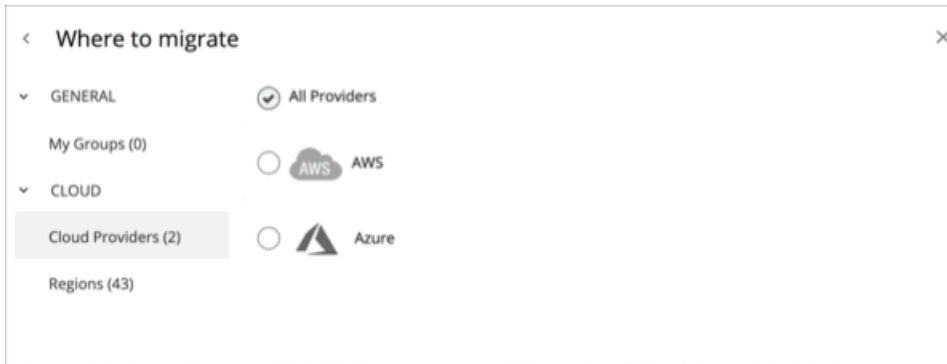 Where to migrate
GENERAL
My Groups (0)
CLOUD
Cloud Providers (2)
Regions (43)
All Providers
AWS AWS
Azure